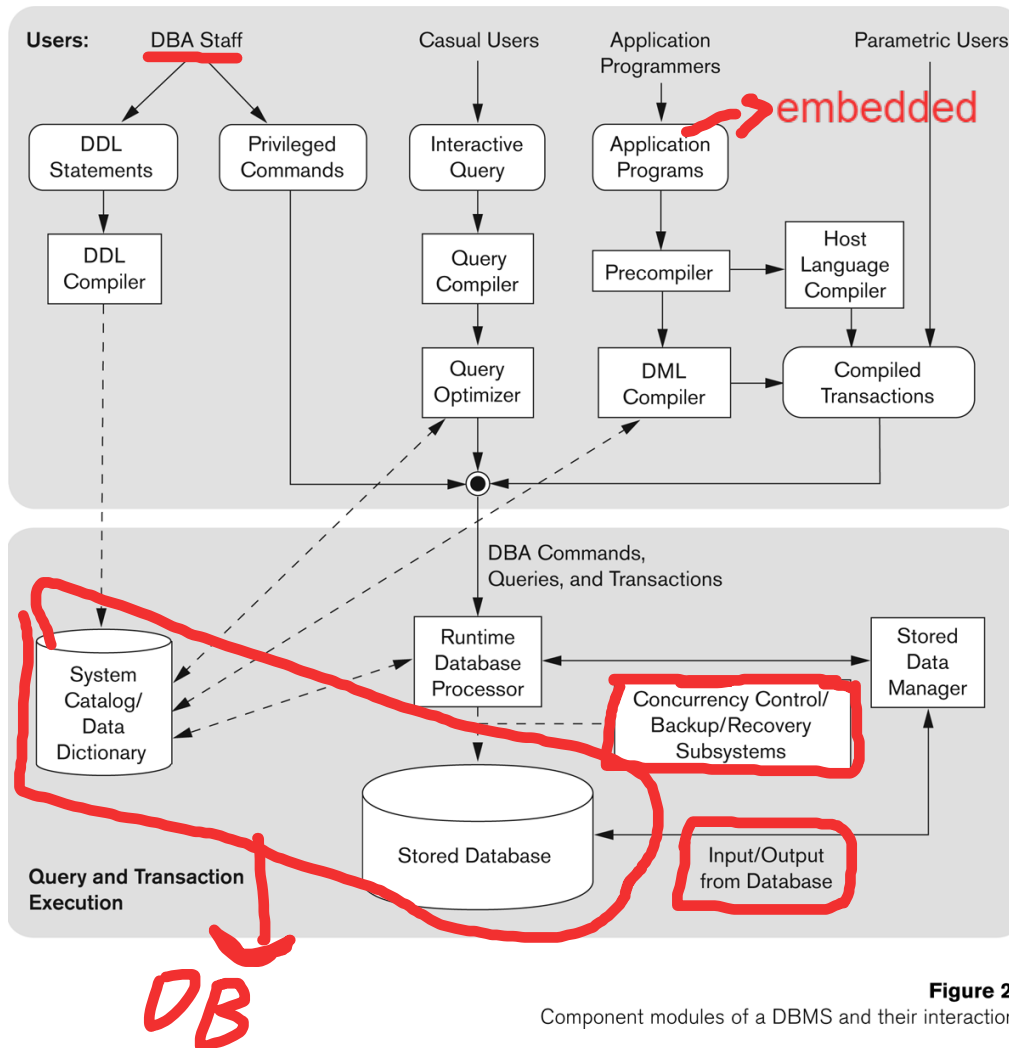 Users:
DBA Staff
Casual Users
Application
Programmers
Parametric Users
embedded
DDL
Statements
Privileged
Commands
Interactive
Query
Application
Programs
DDL
Compiler
Query
Compiler
Precompiler
Host
Language
Compiler
Query
Optimizer
DML
Compiler
Compiled
Transactions
DBA Commands,
Queries, and Transactions
System
Catalog/
Data
Dictionary
Runtime
Database
Processor
Stored
Data
Manager
Concurrency Control/
Backup/Recovery
Subsystems
Stored Database
Input/Output
from Database
Query and Transaction
Execution
DB
Figure 2
Component modules of a DBMS and their interaction